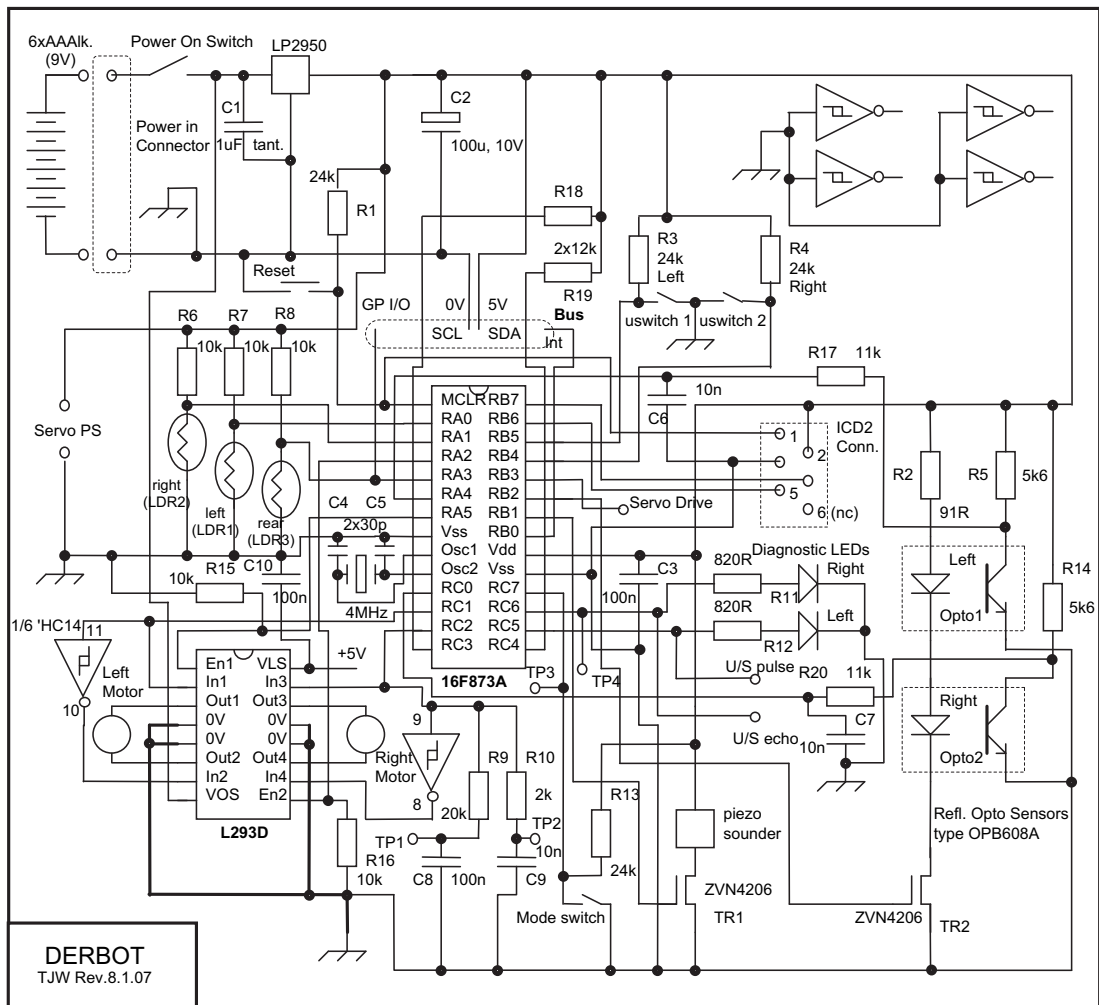 6xAAAlk.
(9V)
Power On Switch
LP2950
C1
1uF tant.
Power in
Connector
C2
100u, 10V
24k
R1
R18
2x12k
R19
R3
24k
Left
R4
24k
Right
Reset
GP I/O
0V
5V
Bus
SCL
SDA
Int
uswitch 1
uswitch 2
R6
R7
R8
10k
10k
10k
R17
11k
10n
C6
Servo PS
MCLR
RA0
RA1
RA2
RA3
RA4
RA5
Vss
Osc1
Osc2
RC0
RC1
RC2
RC3
RB7
RB6
RB5
RB4
RB3
RB2
RB1
RB0
Vdd
Vss
RC7
RC6
RC5
RC4
16F873A
1
2
5
6 (nc)
ICD2
Conn.
right
(LDR2)
left
(LDR1)
rear
(LDR3)
C4
C5
2x30p
4MHz
Servo Drive
R2
91R
R5
5k6
C10
100n
R15
10k
C3
100n
Diagnostic LEDs
820R
R11
Right
820R
R12
Left
Left
Opto1
R14
5k6
1/6 'HC14
11
10
Left
Motor
+5V
En1
In1
Out1
0V
0V
Out2
In2
VOS
VLS
In3
Out3
0V
0V
Out4
In4
En2
L293D
TP3
TP4
U/S pulse
U/S echo
R20
11k
C7
10n
Right
Opto2
Right
Motor
9
8
R9
20k
R10
2k
R13
24k
piezo
sounder
Refl. Opto Sensors
type OPB608A
TP1
TP2
R16
10k
C8
100n
10n
C9
Mode switch
ZVN4206
TR1
ZVN4206
TR2
DERBOT
TJW Rev.8.1.07